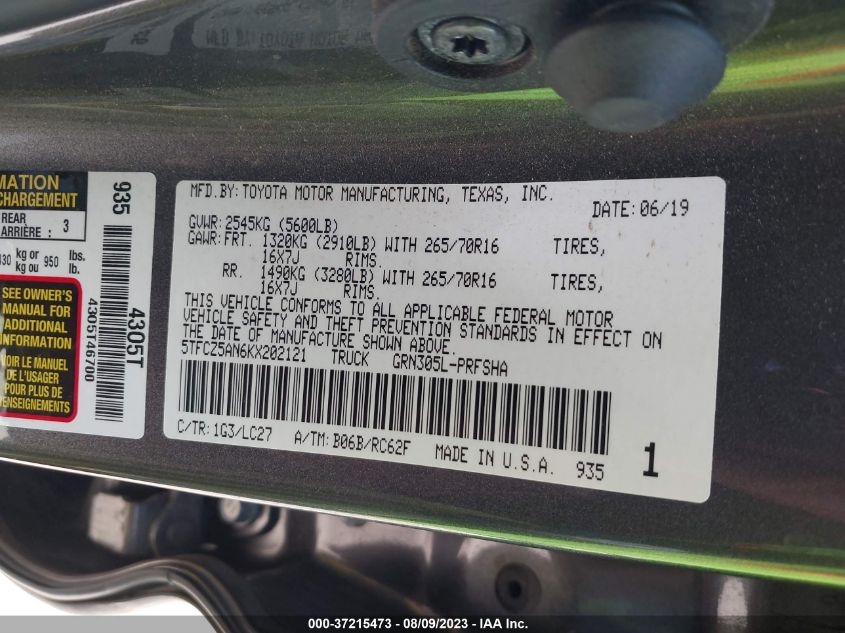 MATION
CHARGEMENT
REAR
ARRIÈRE : 3
430 kg or 950 lbs.
kg ou lb.
SEE OWNER'S
MANUAL FOR
ADDITIONAL
INFORMATION
VOIR LE MANUEL
DE L'USAGER
POUR PLUS DE
RENSEIGNEMENTS
935
4305T
4305146700
MFD. BY: TOYOTA MOTOR MANUFACTURING, TEXAS, INC.
DATE: 06/19
GVWR: 2545KG (5600LB)
GAWR: FRT. 1320KG (2910LB) WITH 265/70R16 TIRES,
16X7J RIMS.
RR. 1490KG (3280LB) WITH 265/70R16 TIRES,
16X7J RIMS.
THIS VEHICLE CONFORMS TO ALL APPLICABLE FEDERAL MOTOR
VEHICLE SAFETY AND THEFT PREVENTION STANDARDS IN EFFECT ON
THE DATE OF MANUFACTURE SHOWN ABOVE.
5TFCZ5AN6KX202121 TRUCK GRN305L-PRFSHA
C/TR: 1G3/LC27 A/TM: B06B/RC62F MADE IN U.S.A. 935 1
000-37215473 - 08/09/2023 - IAA Inc.